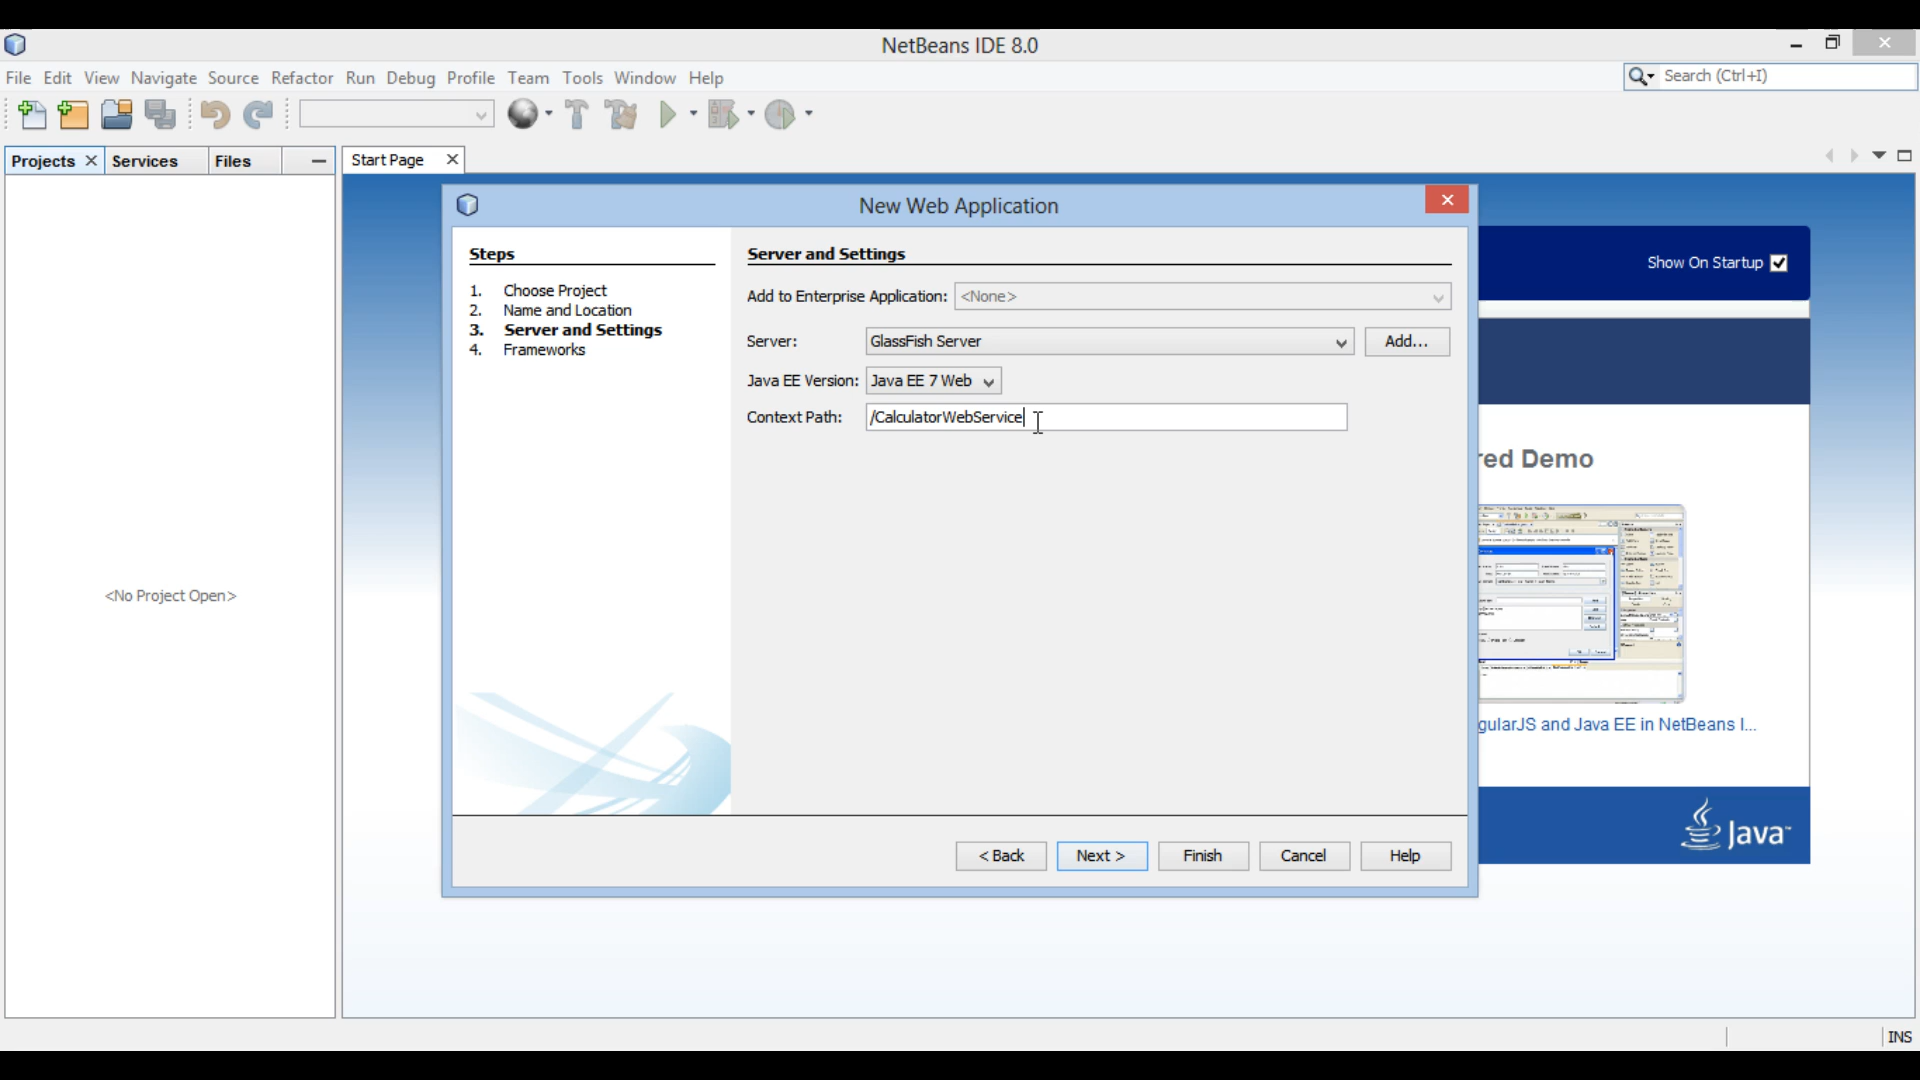 NetBeans IDE 8.0
File Edit View Navigate Source Refactor Run Debug Profile Team Tools Window Help
Search (Ctrl+I)
Projects Services Files
Start Page
New Web Application
Show On Startup
Steps
1. Choose Project
2. Name and Location
3. Server and Settings
4. Frameworks
Server and Settings
Add to Enterprise Application: <None>
Server: GlassFish Server Add...
Java EE Version: Java EE 7 Web
Context Path: /CalculatorWebService
red Demo
<No Project Open>
gularJS and Java EE in NetBeans I...
Java™
< Back Next > Finish Cancel Help
INS